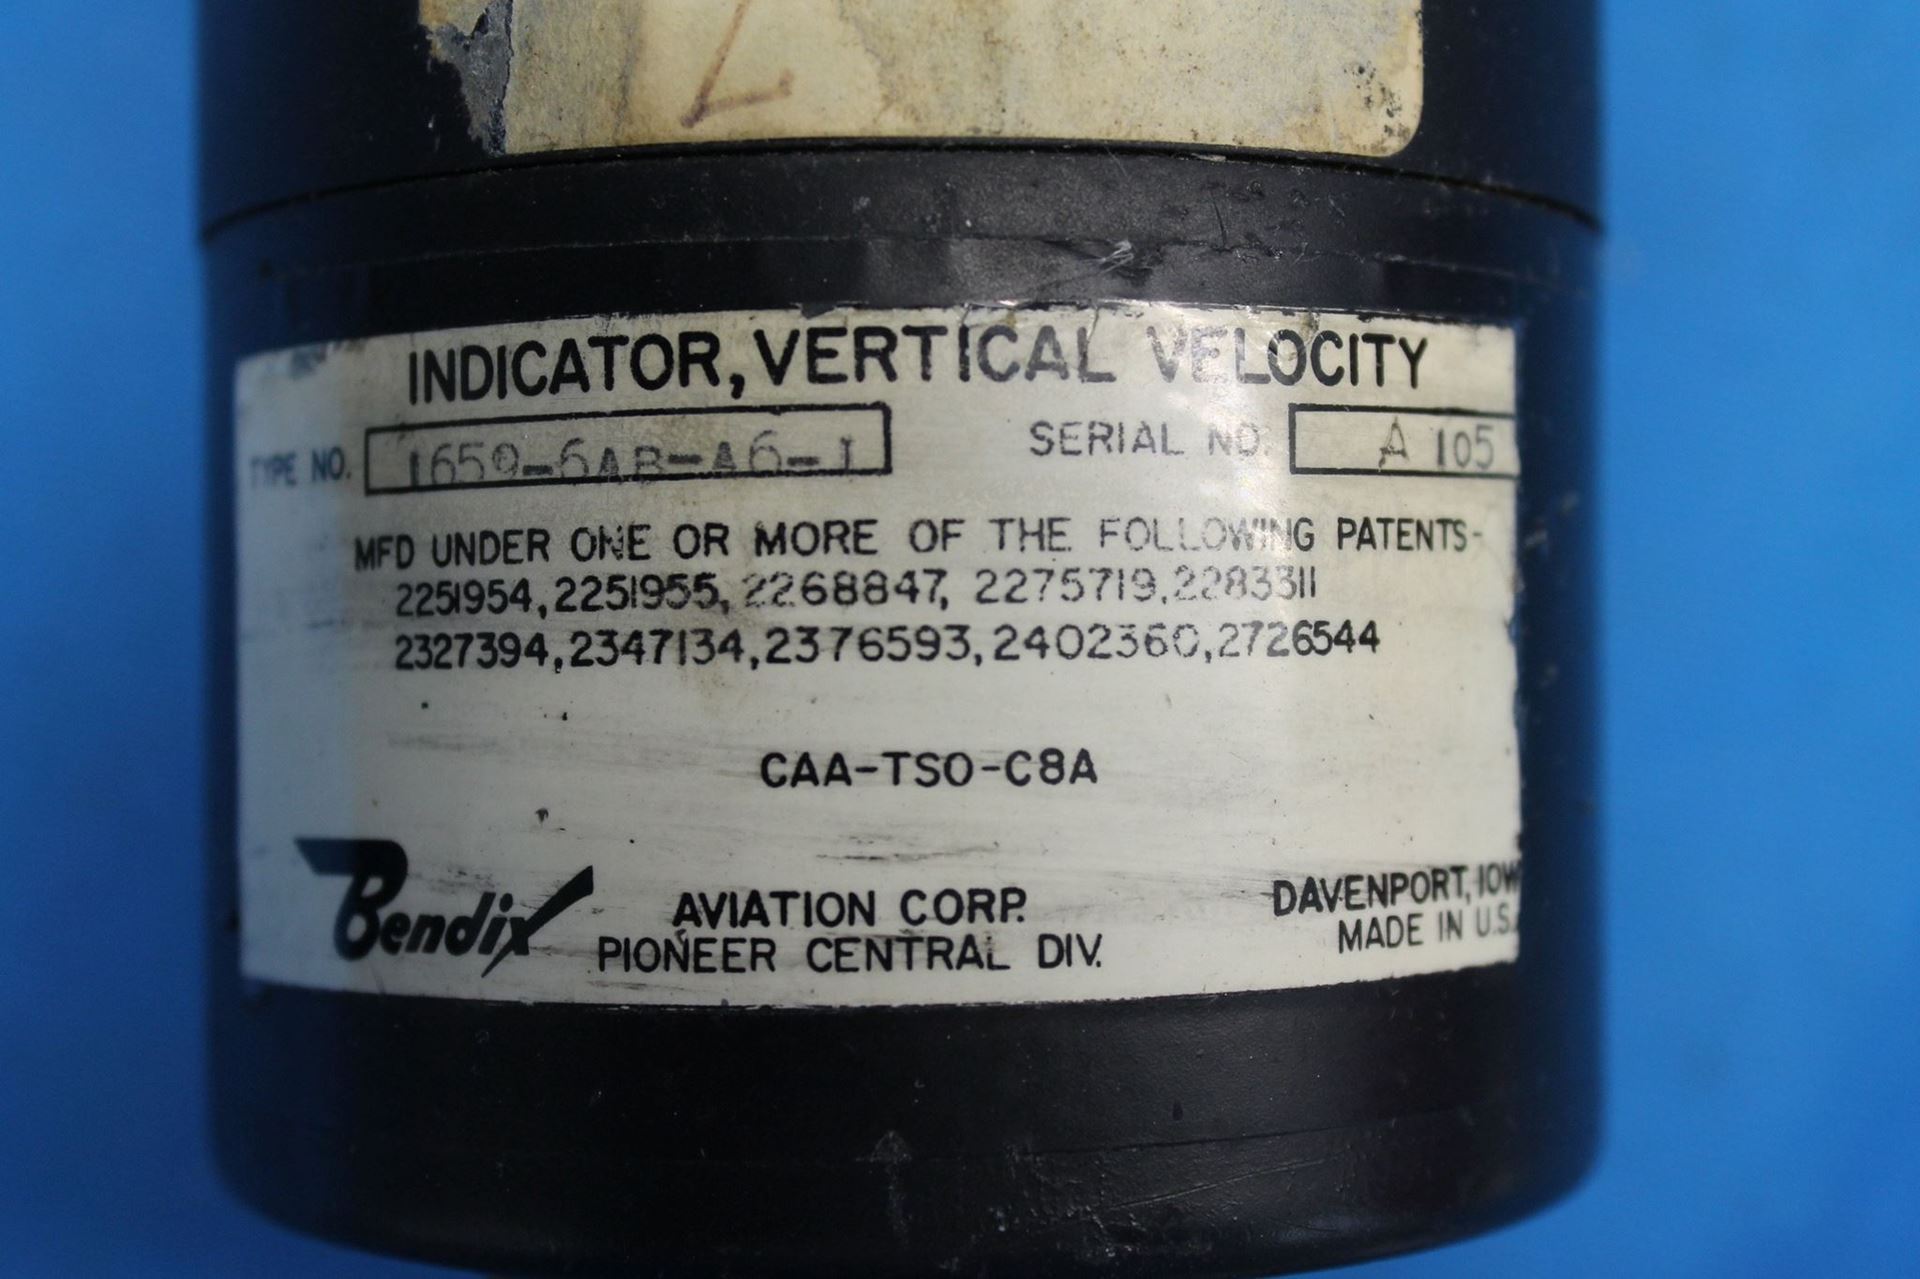 7
INDICATOR, VERTICAL VELOCITY
TYPE NO. 1659-6AB-A6-1 SERIAL NO. A 105
MFD UNDER ONE OR MORE OF THE FOLLOWING PATENTS-
2251954, 2251955, 2268847, 2275719, 2283311
2327394, 2347134, 2376593, 2402360, 2726544
CAA-TSO-C8A
Bendix AVIATION CORP. DAVENPORT, IOW
PIONEER CENTRAL DIV. MADE IN U.S.